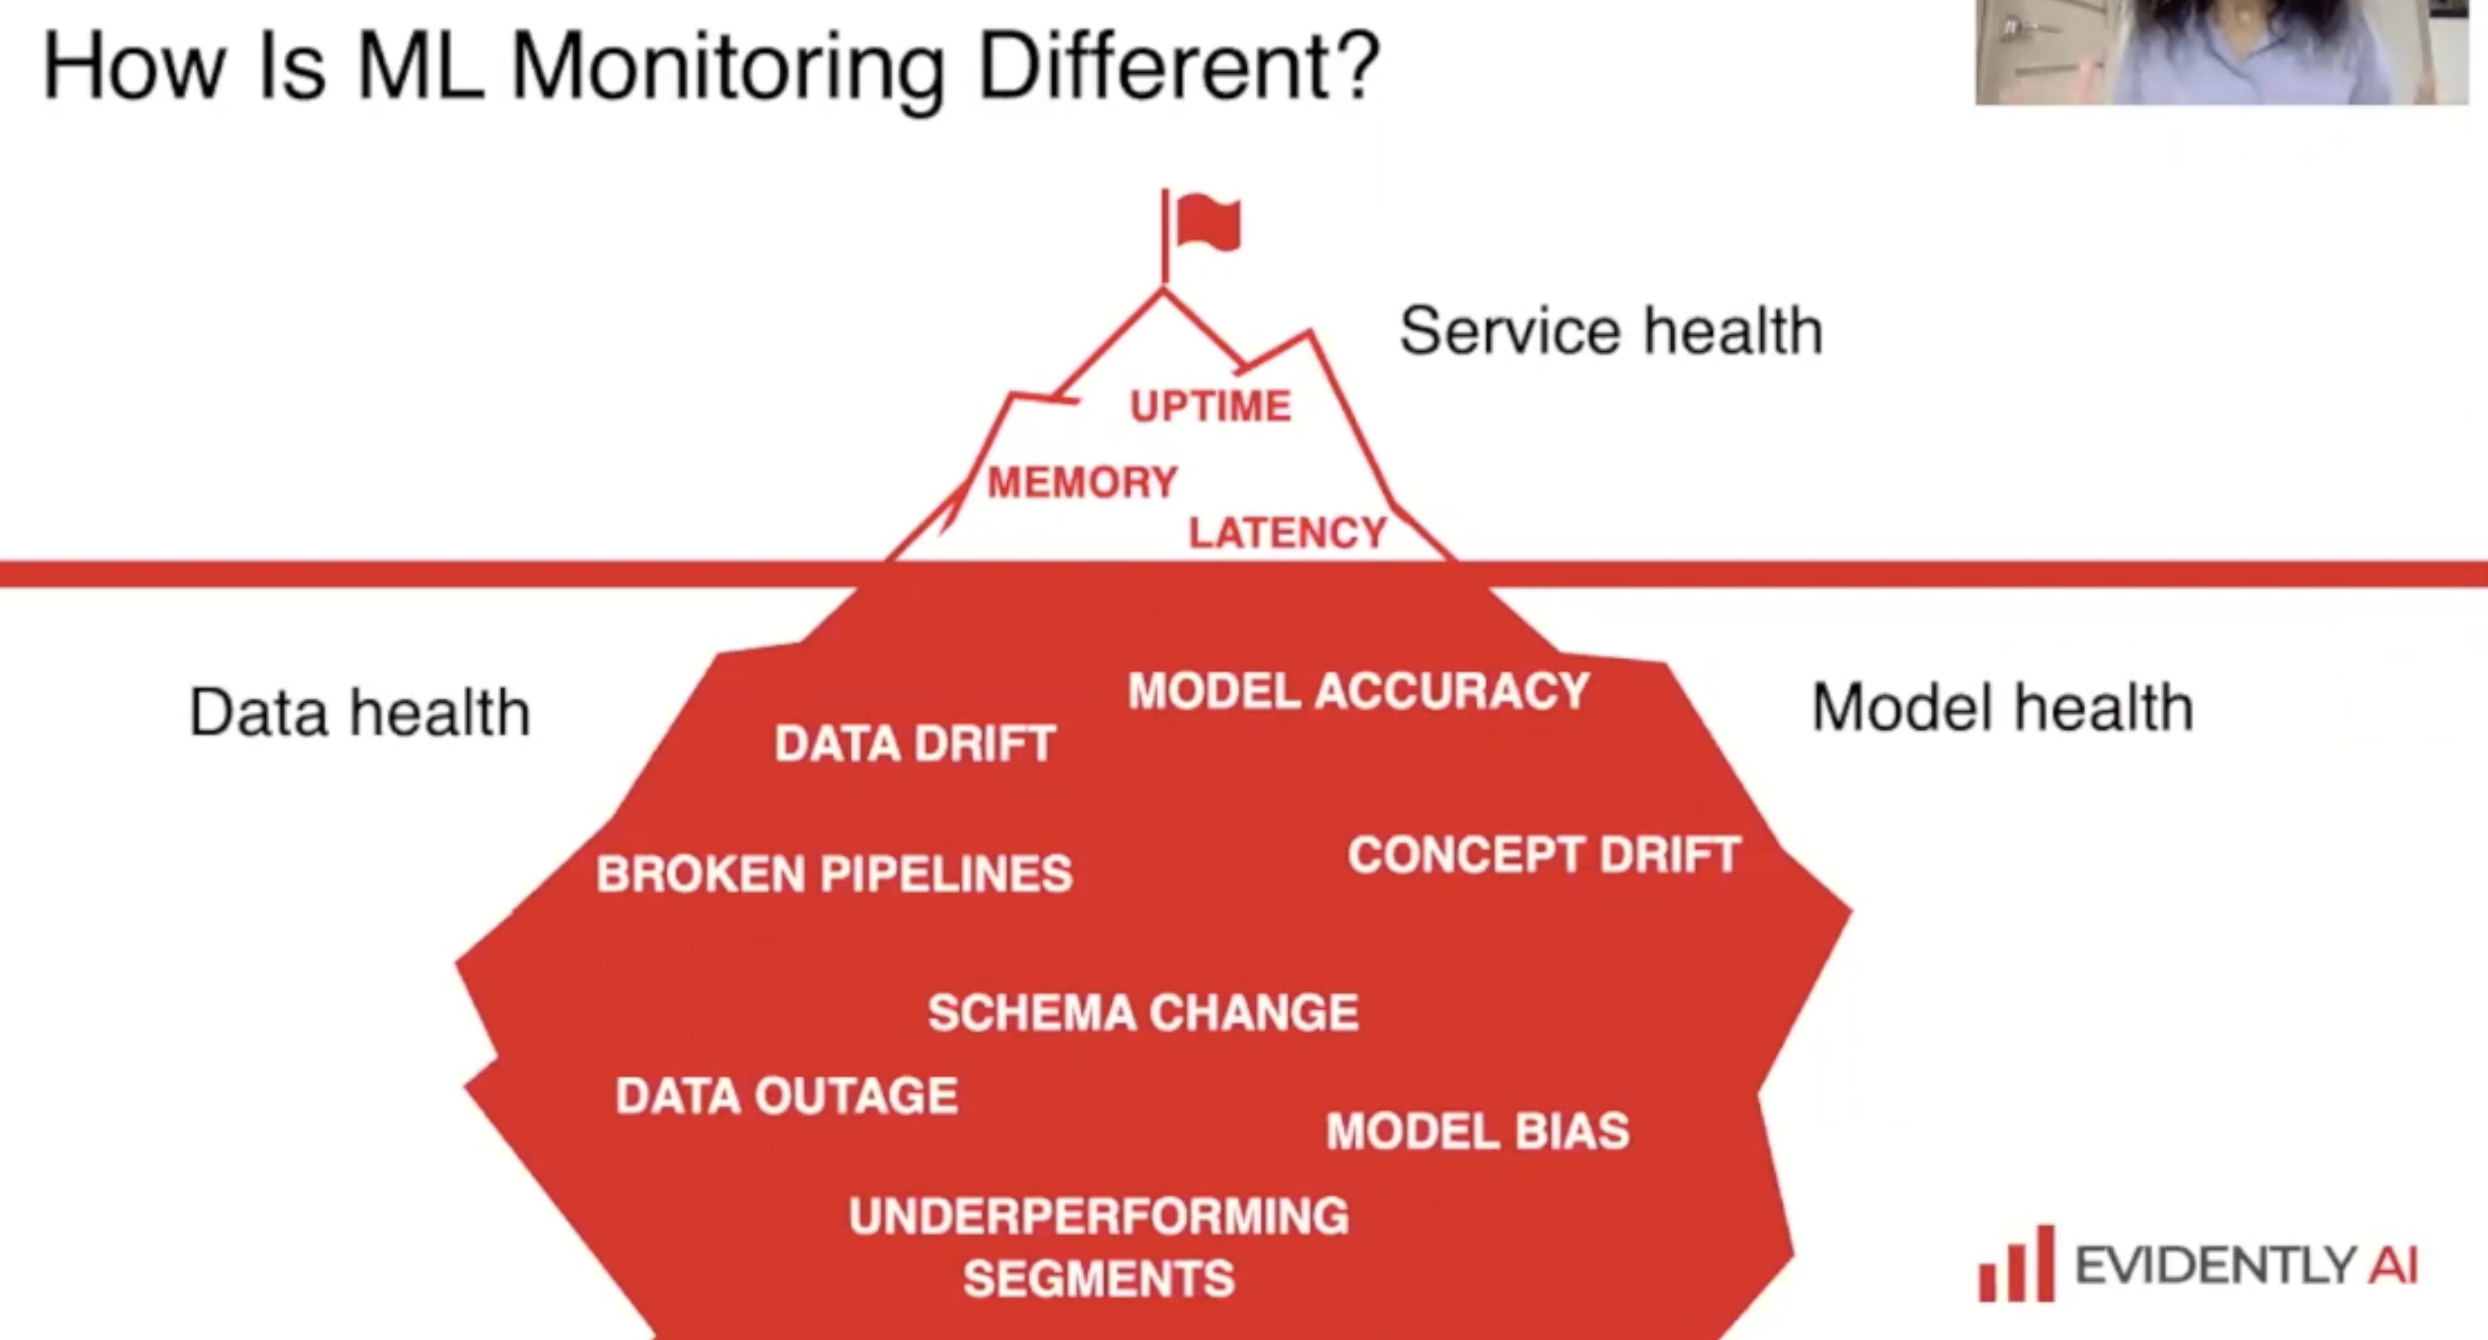 How Is ML Monitoring Different?
Service health
UPTIME
MEMORY
LATENCY
Data health
Model health
MODEL ACCURACY
DATA DRIFT
CONCEPT DRIFT
BROKEN PIPELINES
SCHEMA CHANGE
DATA OUTAGE
MODEL BIAS
UNDERPERFORMING
SEGMENTS
EVIDENTLY AI